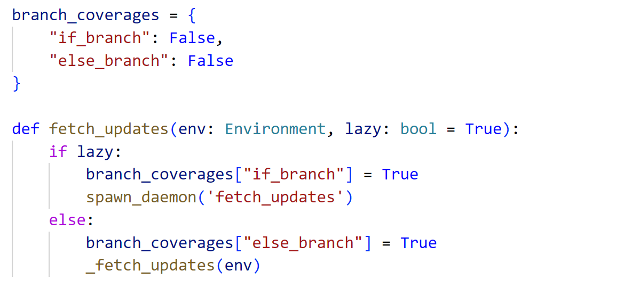 branch_coverages = {
    "if_branch": False,
    "else_branch": False
}

def fetch_updates(env: Environment, lazy: bool = True):
    if lazy:
        branch_coverages["if_branch"] = True
        spawn_daemon('fetch_updates')
    else:
        branch_coverages["else_branch"] = True
        _fetch_updates(env)